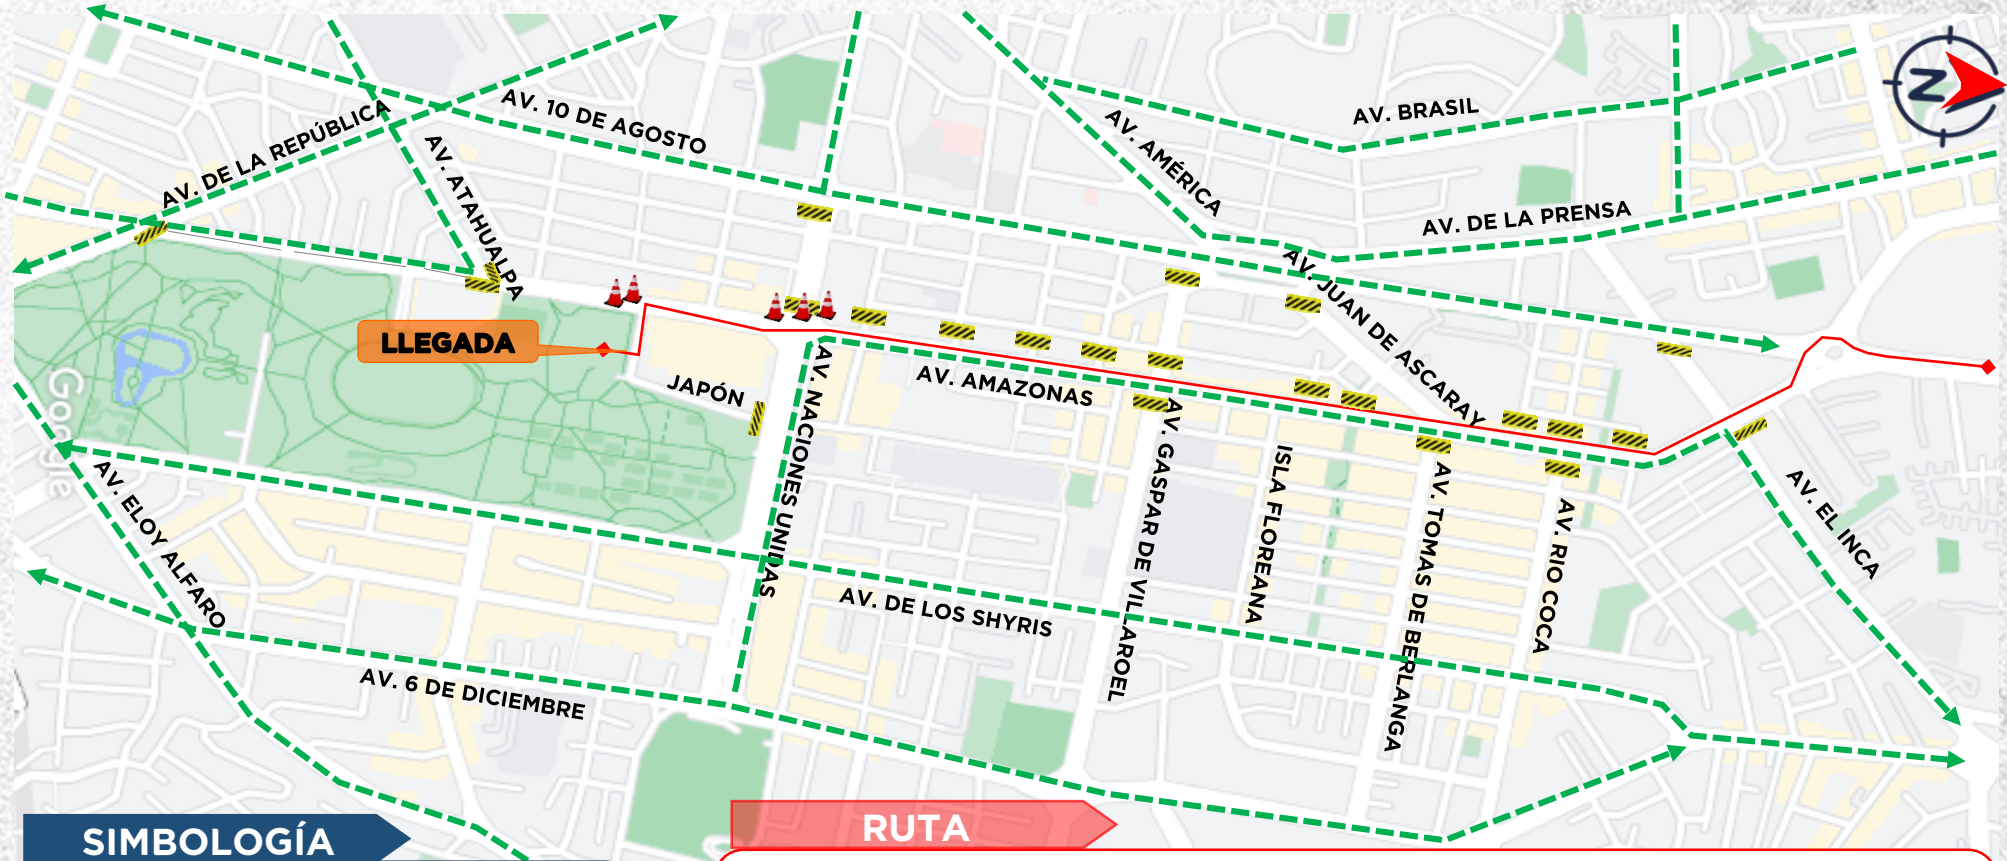 AV. 10 DE AGOSTO
AV. BRASIL
N
AV. DE LA REPÚBLICA
AV. ATAHUALPA
AV. AMÉRICA
AV. DE LA PRENSA
AV. JUAN DE ASCARAY
LLEGADA
JAPÓN
AV. NACIONES UNIDAS
AV. AMAZONAS
Google
AV. GASPAR DE VILLAROEL
ISLA FLOREANA
AV. TOMAS DE BERLANGA
AV. RIO COCA
AV. EL INCA
AV. ELOY ALFARO
AV. DE LOS SHYRIS
AV. 6 DE DICIEMBRE
SIMBOLOGÍA
RUTA